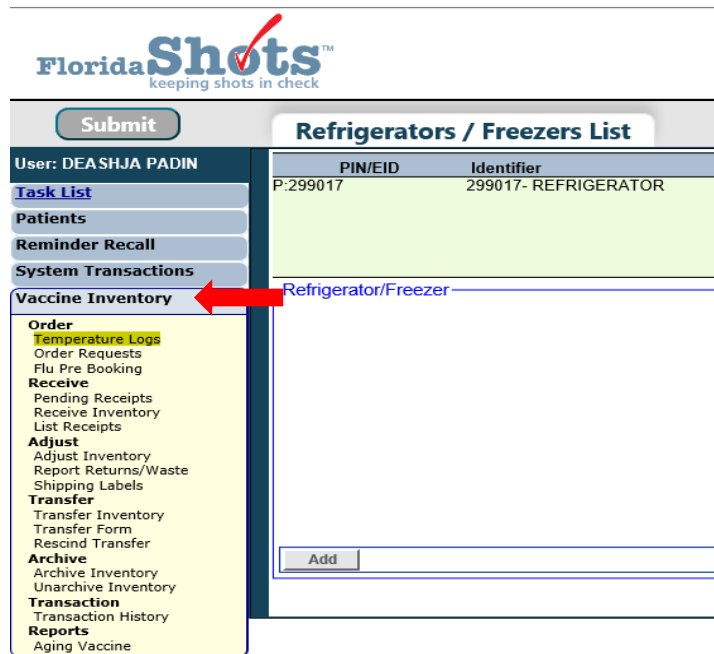 Florida Shots™
keeping shots in check
Submit
Refrigerators / Freezers List
User: DEASHJA PADIN
PIN/EID Identifier
P:299017 299017- REFRIGERATOR
Task List
Patients
Reminder Recall
System Transactions
Vaccine Inventory
Refrigerator/Freezer
Order
Temperature Logs
Order Requests
Flu Pre Booking
Receive
Pending Receipts
Receive Inventory
List Receipts
Adjust
Adjust Inventory
Report Returns/Waste
Shipping Labels
Transfer
Transfer Inventory
Transfer Form
Rescind Transfer
Archive
Archive Inventory
Unarchive Inventory
Transaction
Transaction History
Reports
Aging Vaccine
Add